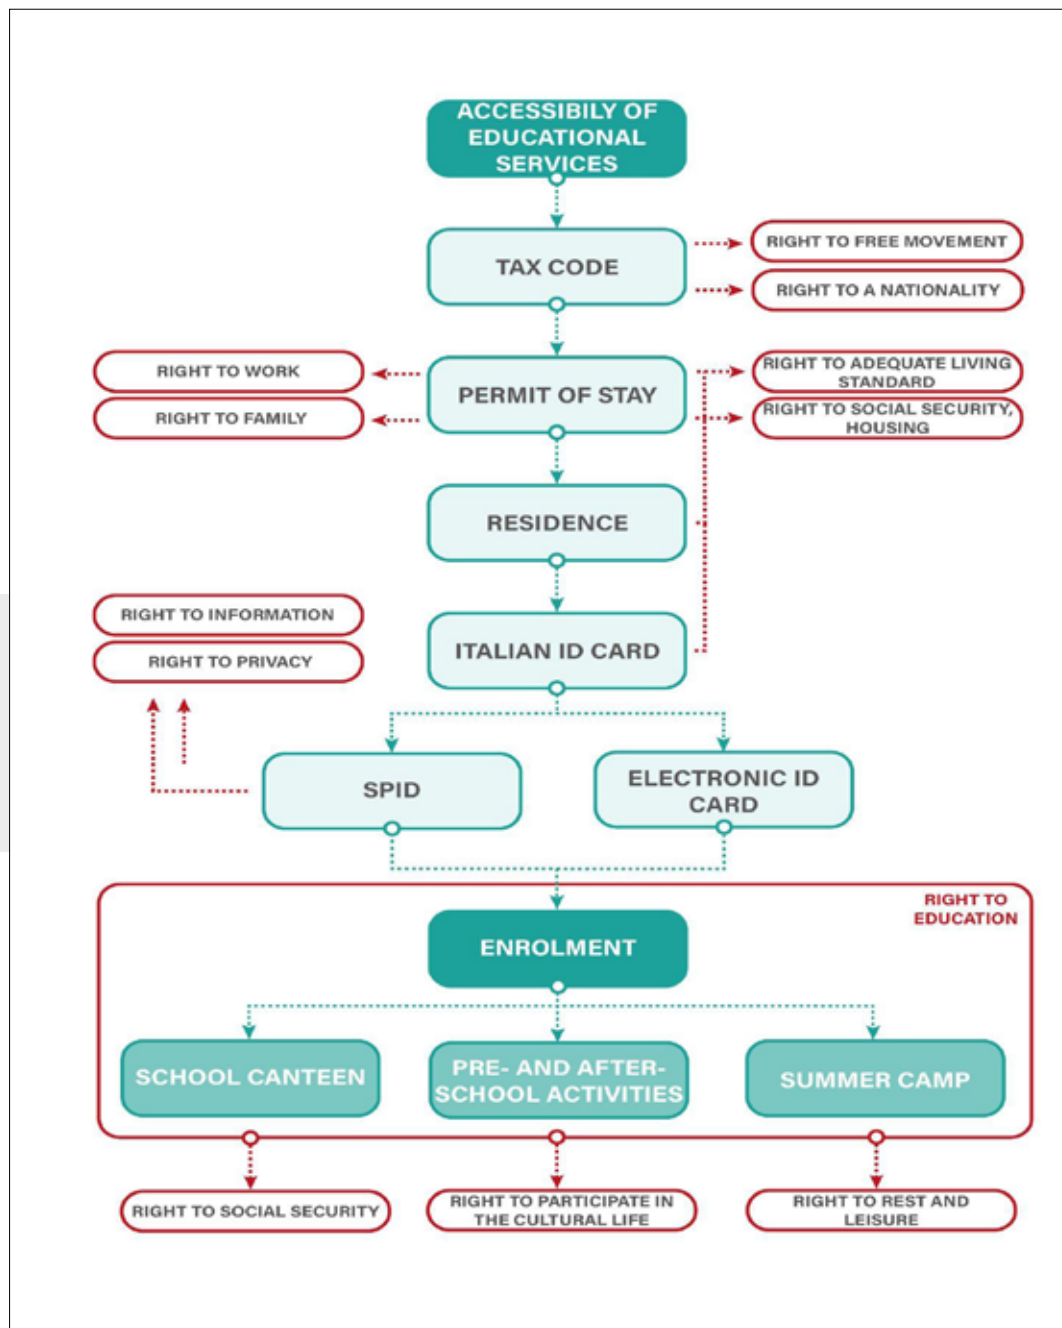 ACCESSIBILY OF
EDUCATIONAL
SERVICES
TAX CODE
RIGHT TO FREE MOVEMENT
RIGHT TO A NATIONALITY
RIGHT TO WORK
RIGHT TO FAMILY
PERMIT OF STAY
RIGHT TO ADEQUATE LIVING
STANDARD
RIGHT TO SOCIAL SECURITY,
HOUSING
RESIDENCE
RIGHT TO INFORMATION
RIGHT TO PRIVACY
ITALIAN ID CARD
SPID
ELECTRONIC ID
CARD
RIGHT TO
EDUCATION
ENROLMENT
SCHOOL CANTEEN
PRE- AND AFTER-
SCHOOL ACTIVITIES
SUMMER CAMP
RIGHT TO SOCIAL SECURITY
RIGHT TO PARTICIPATE IN
THE CULTURAL LIFE
RIGHT TO REST AND
LEISURE